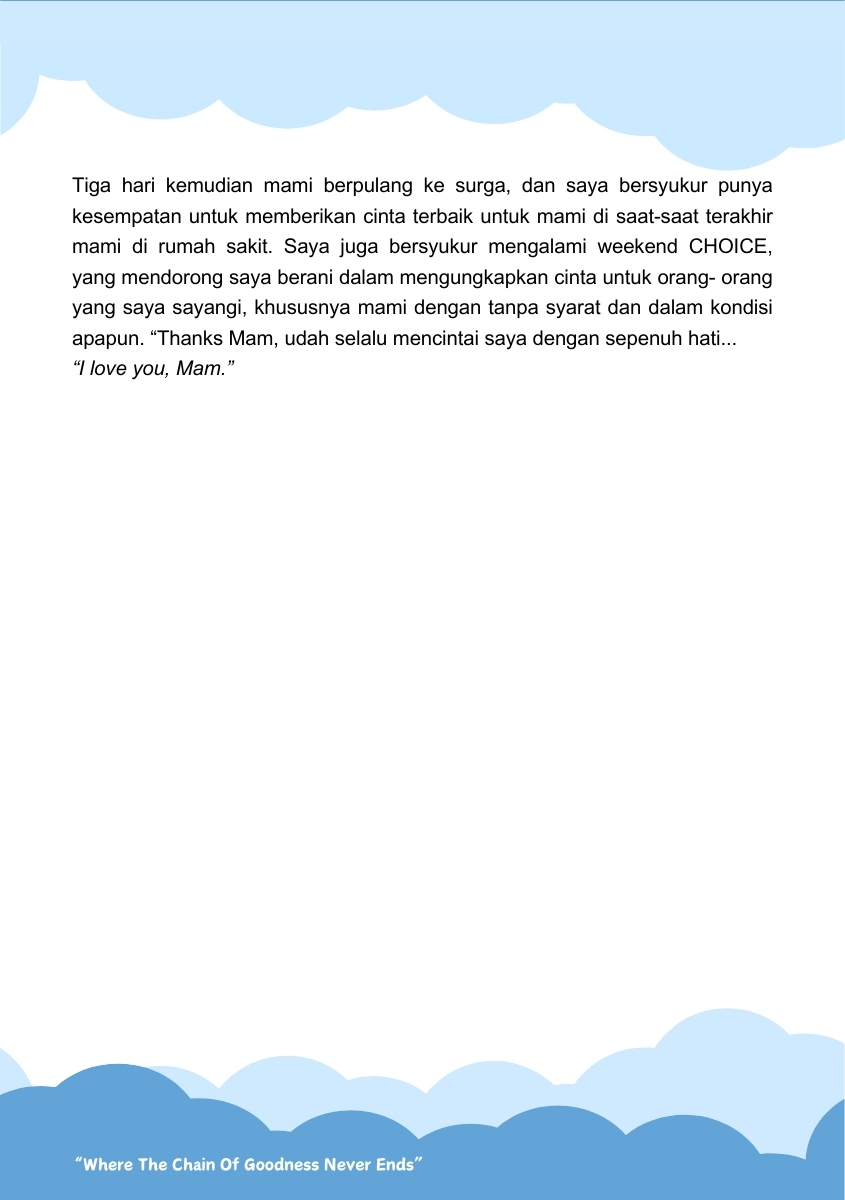 Tiga hari kemudian mami berpulang ke surga, dan saya bersyukur punya
kesempatan untuk memberikan cinta terbaik untuk mami di saat-saat terakhir
mami di rumah sakit. Saya juga bersyukur mengalami weekend CHOICE,
yang mendorong saya berani dalam mengungkapkan cinta untuk orang- orang
yang saya sayangi, khususnya mami dengan tanpa syarat dan dalam kondisi
apapun. “Thanks Mam, udah selalu mencintai saya dengan sepenuh hati...
“I love you, Mam.”
“Where The Chain Of Goodness Never Ends”